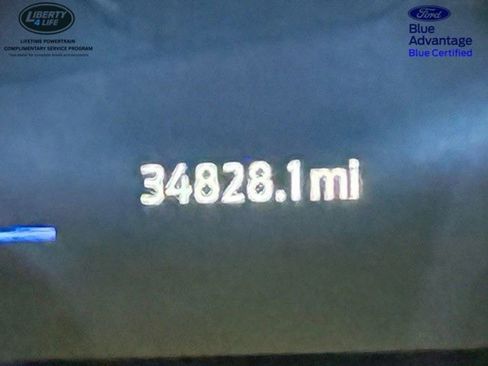 LIBERTY
4 LIFE
LIFETIME POWERTRAIN
COMPLIMENTARY SERVICE PROGRAM
Ford
Blue
Advantage
Blue Certified
34828.1 mi